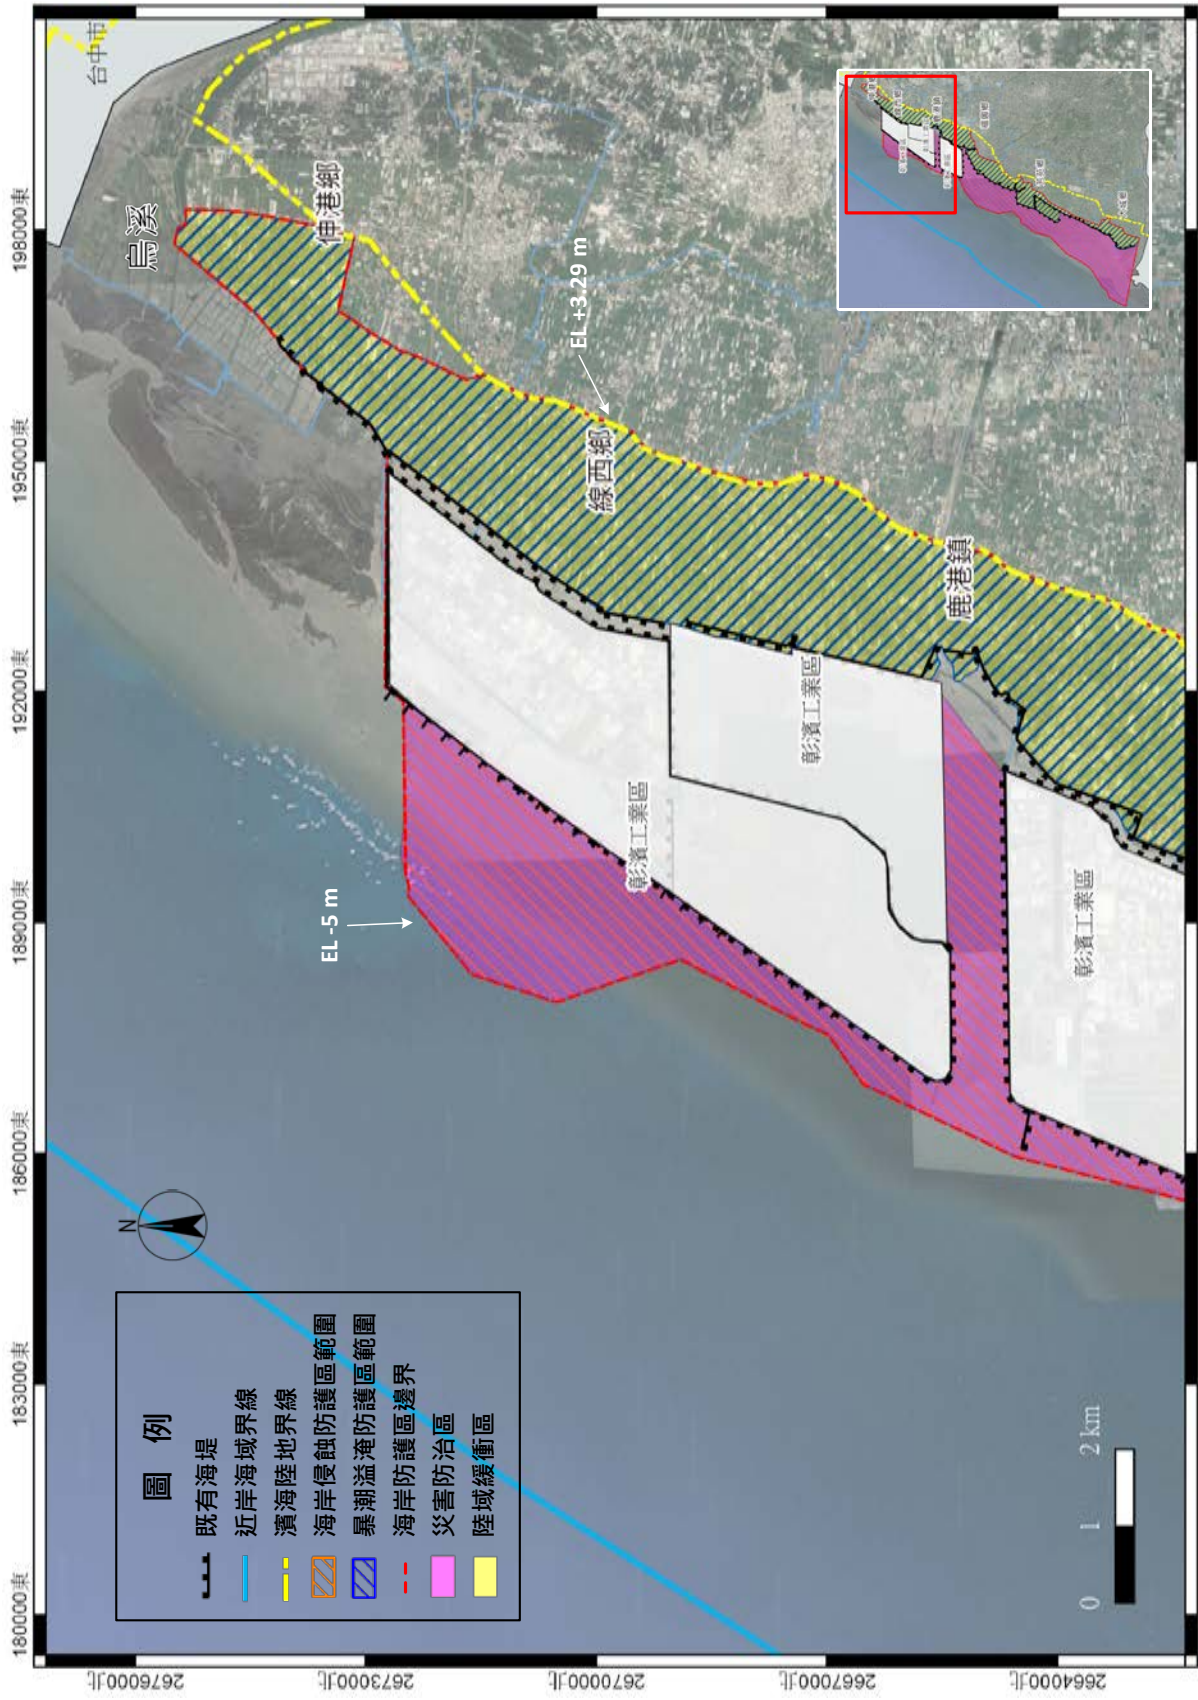 台中市
烏溪
伸港鄉
EL+3.29 m
線西鄉
鹿港鎮
彰濱工業區
彰濱工業區
彰濱工業區
EL-5 m
N
圖 例
既有海堤
近岸海域界線
濱海陸地界線
海岸侵蝕防護區範圍
暴潮溢淹防護區範圍
海岸防護區邊界
災害防治區
陸域緩衝區
0 1 2 km
180000東
183000東
186000東
189000東
192000東
195000東
198000東
2676000北
2673000北
2670000北
2667000北
2664000北